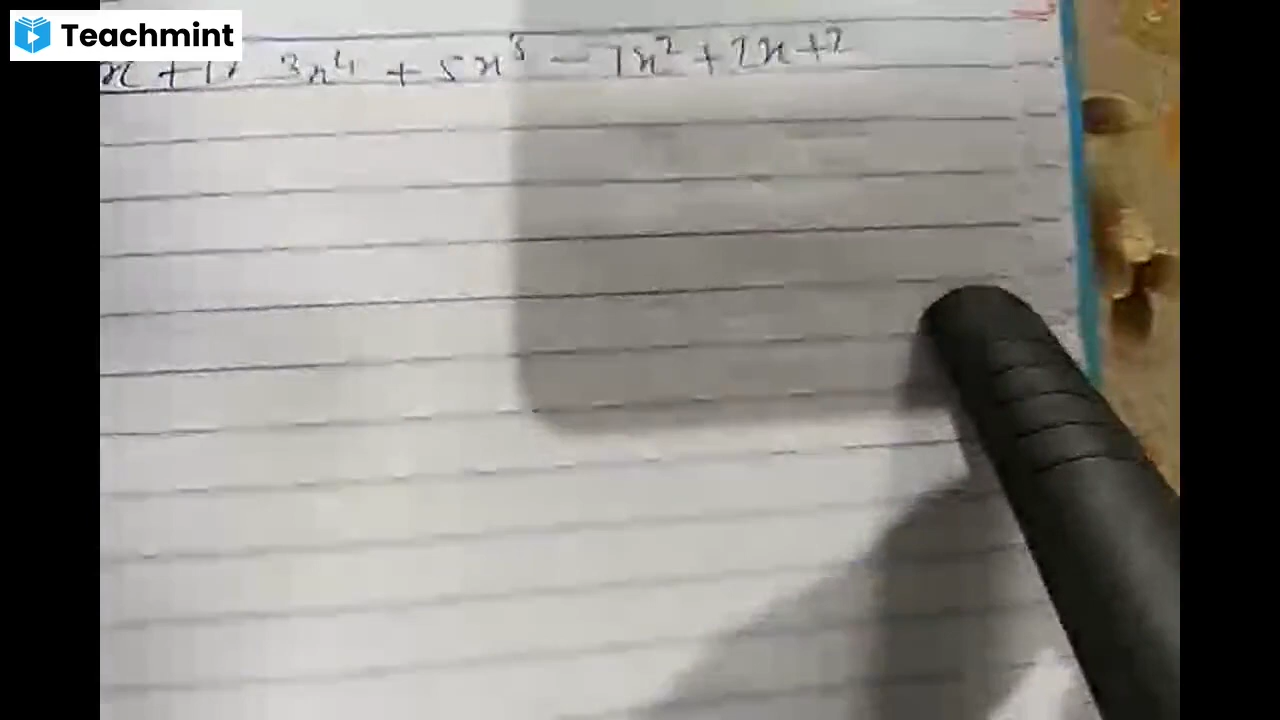 Teachmint
3x⁴ + 5x³ - 7x² + 2x + 2